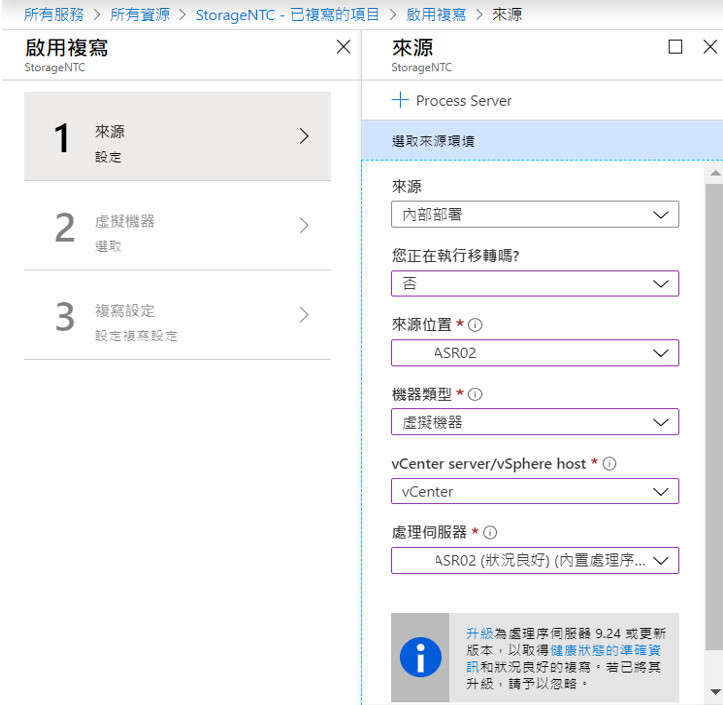 所有服務 > 所有資源 > StorageNTC - 已複寫的項目 > 啟用複寫 > 來源
啟用複寫
StorageNTC
1
來源
設定
2
虛擬機器
選取
3
複寫設定
設定複寫設定
來源
StorageNTC
Process Server
選取來源環境
來源
內部部署
您正在執行移轉嗎?
否
來源位置 *
ASR02
機器類型 *
虛擬機器
vCenter server/vSphere host *
vCenter
處理伺服器 *
ASR02 (狀況良好) (內置處理序...
升級為處理序伺服器 9.24 或更新
版本，以取得健康狀態的準確資
訊和狀況良好的複寫。若已將其
升級，請予以忽略。